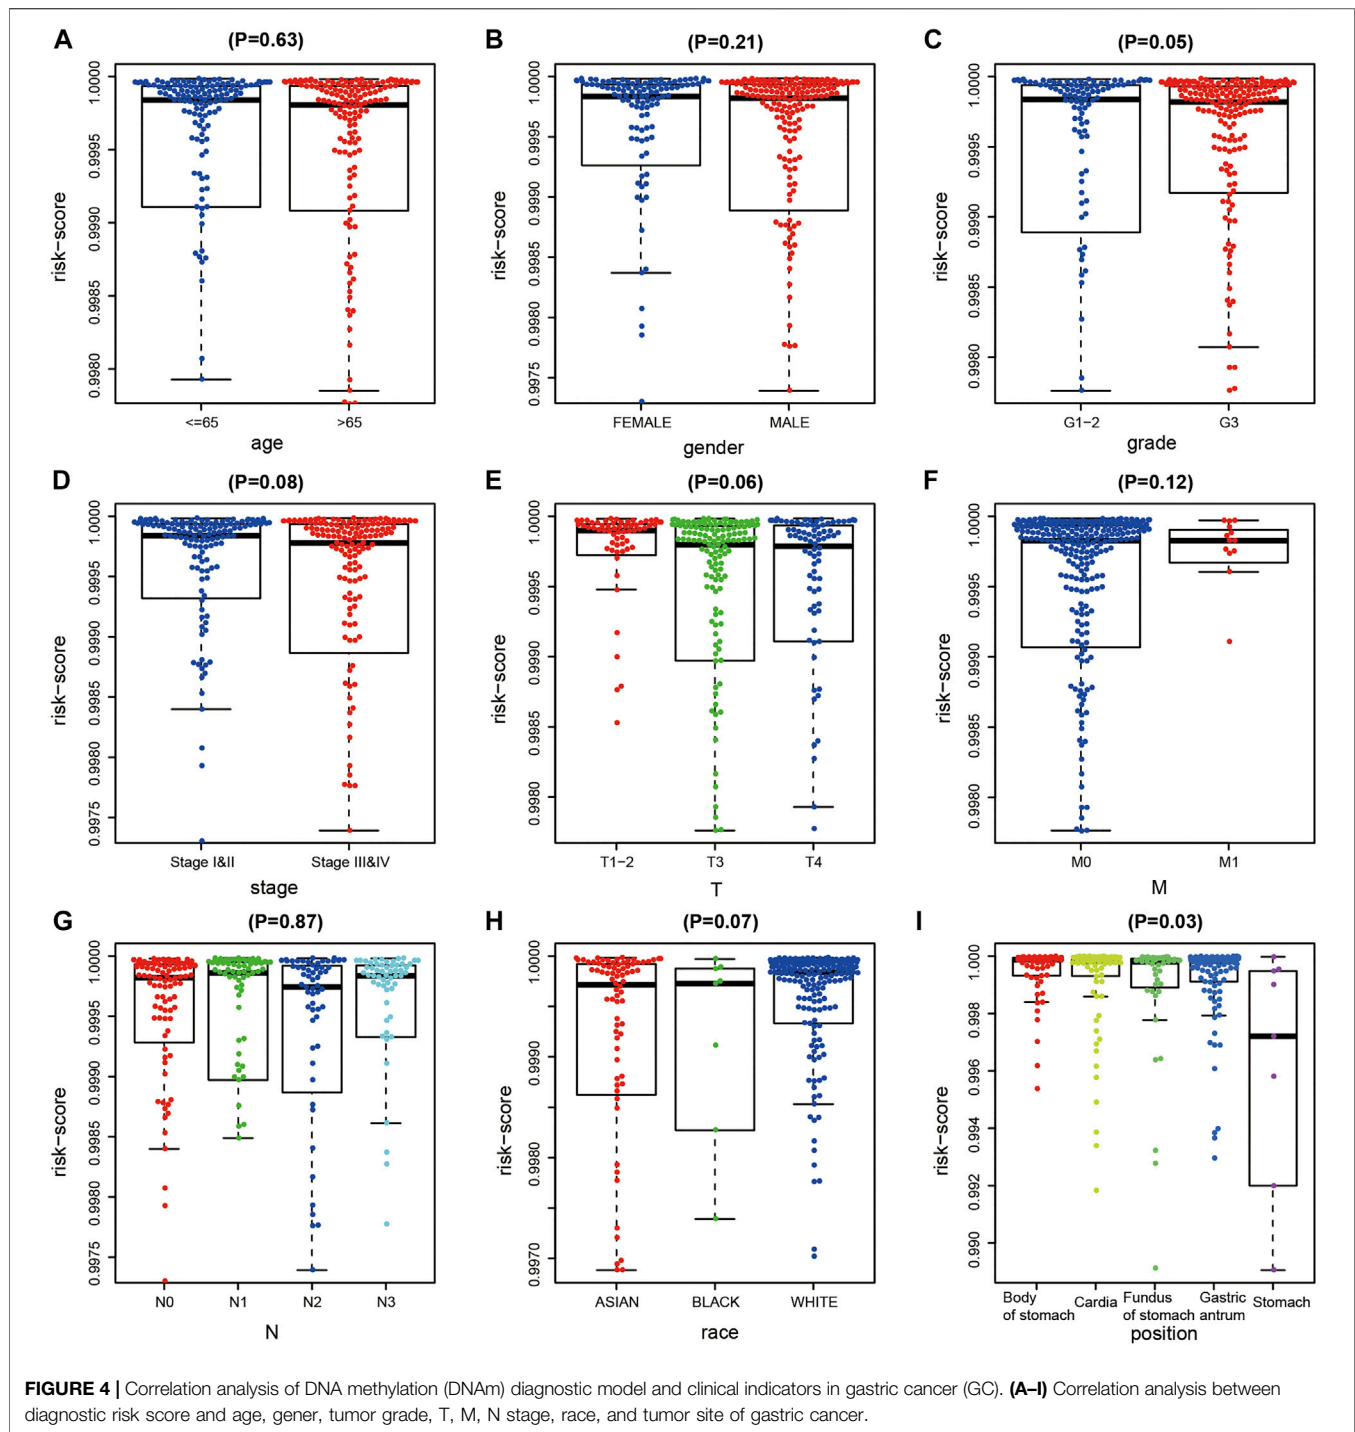 A (P=0.63)
risk−score
1.0000
0.9995
0.9990
0.9985
0.9980
<=65 >65
age
B (P=0.21)
risk−score
1.0000
0.9995
0.9990
0.9985
0.9980
0.9975
FEMALE MALE
gender
C (P=0.05)
risk−score
1.0000
0.9995
0.9990
0.9985
0.9980
G1−2 G3
grade
D (P=0.08)
risk−score
1.0000
0.9995
0.9990
0.9985
0.9980
0.9975
Stage I&II Stage III&IV
stage
E (P=0.06)
risk−score
1.0000
0.9995
0.9990
0.9985
0.9980
T1−2 T3 T4
T
F (P=0.12)
risk−score
1.0000
0.9995
0.9990
0.9985
0.9980
M0 M1
M
G (P=0.87)
risk−score
1.0000
0.9995
0.9990
0.9985
0.9980
0.9975
N0 N1 N2 N3
N
H (P=0.07)
risk−score
1.0000
0.9990
0.9980
0.9970
ASIAN BLACK WHITE
race
I (P=0.03)
risk−score
1.000
0.998
0.996
0.994
0.992
0.990
Body of stomach Cardia Fundus of stomach Gastric antrum Stomach
position
FIGURE 4 | Correlation analysis of DNA methylation (DNAm) diagnostic model and clinical indicators in gastric cancer (GC). (A–I) Correlation analysis between
diagnostic risk score and age, gener, tumor grade, T, M, N stage, race, and tumor site of gastric cancer.